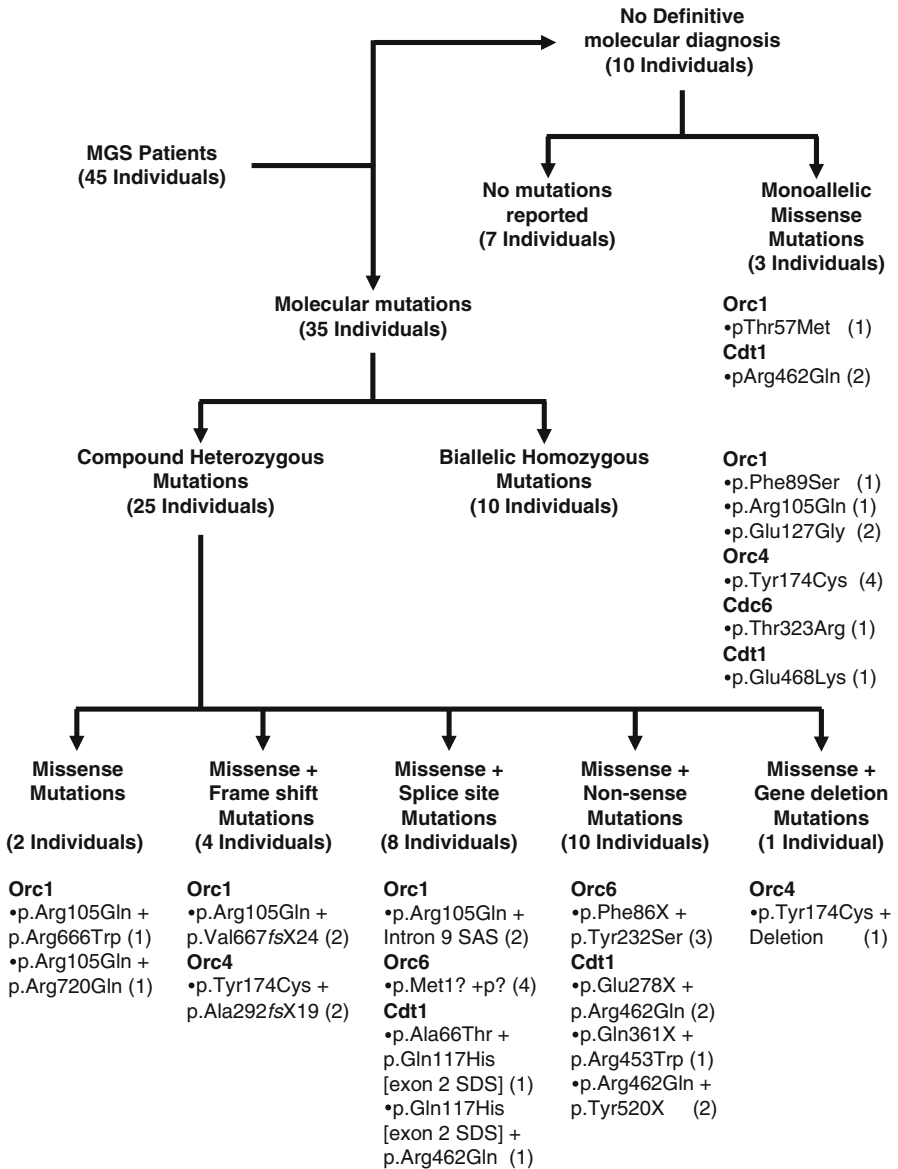 No Definitive
molecular diagnosis
(10 Individuals)
MGS Patients
(45 Individuals)
No mutations
reported
(7 Individuals)
Monoallelic
Missense
Mutations
(3 Individuals)
Orc1
•pThr57Met (1)
Cdt1
•pArg462Gln (2)
Molecular mutations
(35 Individuals)
Compound Heterozygous
Mutations
(25 Individuals)
Biallelic Homozygous
Mutations
(10 Individuals)
Orc1
•p.Phe89Ser (1)
•p.Arg105Gln (1)
•p.Glu127Gly (2)
Orc4
•p.Tyr174Cys (4)
Cdc6
•p.Thr323Arg (1)
Cdt1
•p.Glu468Lys (1)
Missense
Mutations
(2 Individuals)
Orc1
•p.Arg105Gln +
p.Arg666Trp (1)
•p.Arg105Gln +
p.Arg720Gln (1)
Missense +
Frame shift
Mutations
(4 Individuals)
Orc1
•p.Arg105Gln +
p.Val667fsX24 (2)
Orc4
•p.Tyr174Cys +
p.Ala292fsX19 (2)
Missense +
Splice site
Mutations
(8 Individuals)
Orc1
•p.Arg105Gln +
Intron 9 SAS (2)
Orc6
•p.Met1? +p? (4)
Cdt1
•p.Ala66Thr +
p.Gln117His
[exon 2 SDS] (1)
•p.Gln117His
[exon 2 SDS] +
p.Arg462Gln (1)
Missense +
Non-sense
Mutations
(10 Individuals)
Orc6
•p.Phe86X +
p.Tyr232Ser (3)
Cdt1
•p.Glu278X +
p.Arg462Gln (2)
•p.Gln361X +
p.Arg453Trp (1)
•p.Arg462Gln +
p.Tyr520X (2)
Missense +
Gene deletion
Mutations
(1 Individual)
Orc4
•p.Tyr174Cys +
Deletion (1)